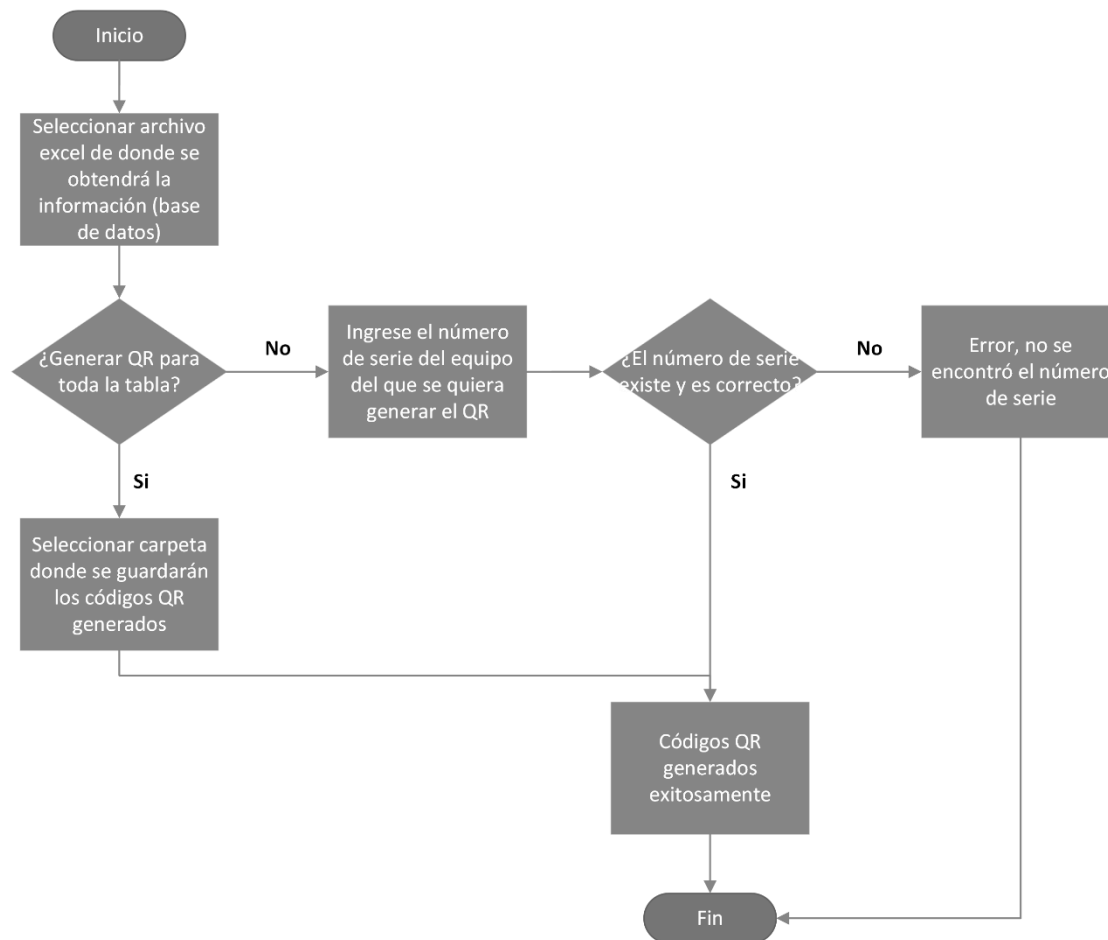 Inicio
Seleccionar archivo
excel de donde se
obtendrá la
información (base
de datos)
¿Generar QR para
toda la tabla?
No
Ingrese el número
de serie del equipo
del que se quiera
generar el QR
¿El número de serie
existe y es correcto?
No
Error, no se
encontró el número
de serie
Si
Si
Seleccionar carpeta
donde se guardarán
los códigos QR
generados
Códigos QR
generados
exitosamente
Fin